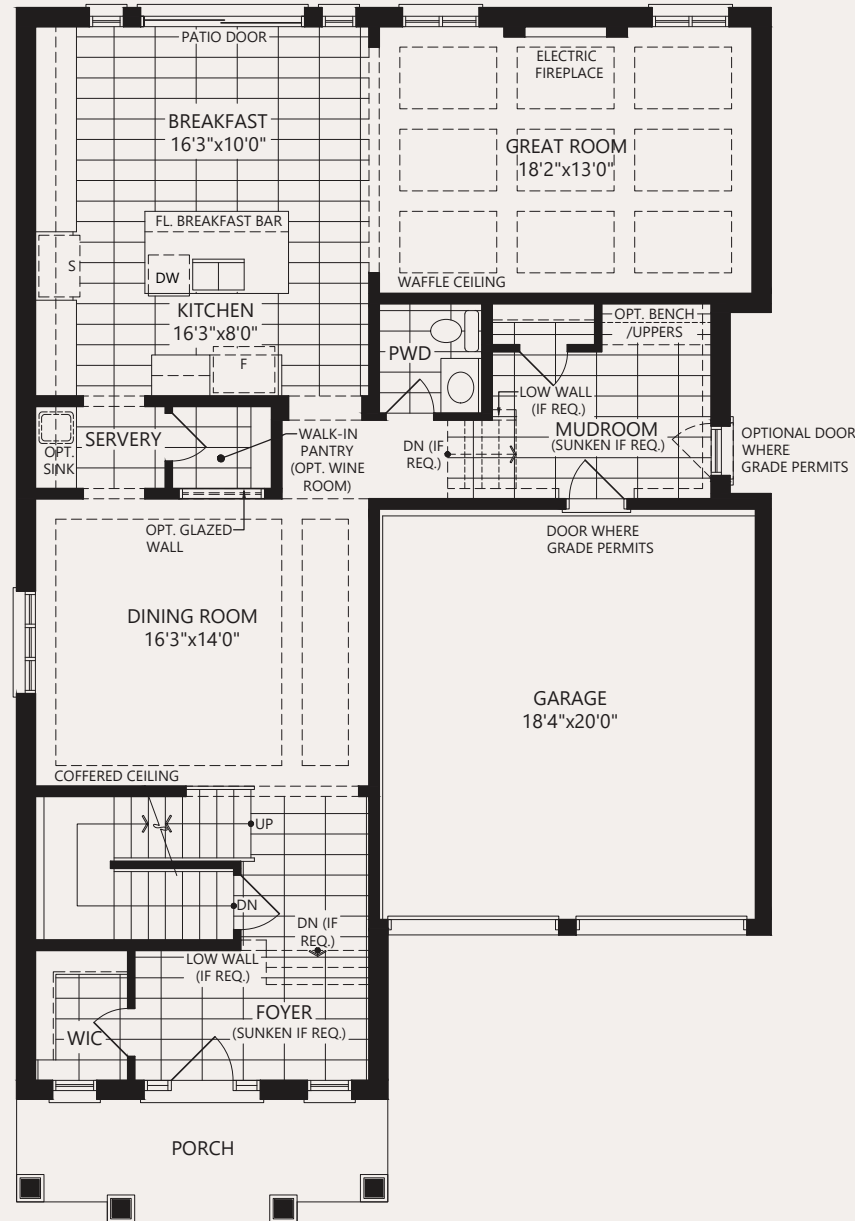 PATIO DOOR
BREAKFAST
16'3"x10'0"
ELECTRIC
FIREPLACE
GREAT ROOM
18'2"x13'0"
FL. BREAKFAST BAR
S
DW
WAFFLE CEILING
KITCHEN
16'3"x8'0"
F
PWD
OPT. BENCH
/UPPERS
LOW WALL
(IF REQ.)
MUDROOM
(SUNKEN IF REQ.)
DN (IF
REQ.)
OPTIONAL DOOR
WHERE
GRADE PERMITS
SERVERY
OPT.
SINK
WALK-IN
PANTRY
(OPT. WINE
ROOM)
OPT. GLAZED
WALL
DOOR WHERE
GRADE PERMITS
DINING ROOM
16'3"x14'0"
GARAGE
18'4"x20'0"
COFFERED CEILING
UP
DN
DN (IF
REQ.)
LOW WALL
(IF REQ.)
FOYER
(SUNKEN IF REQ.)
WIC
PORCH